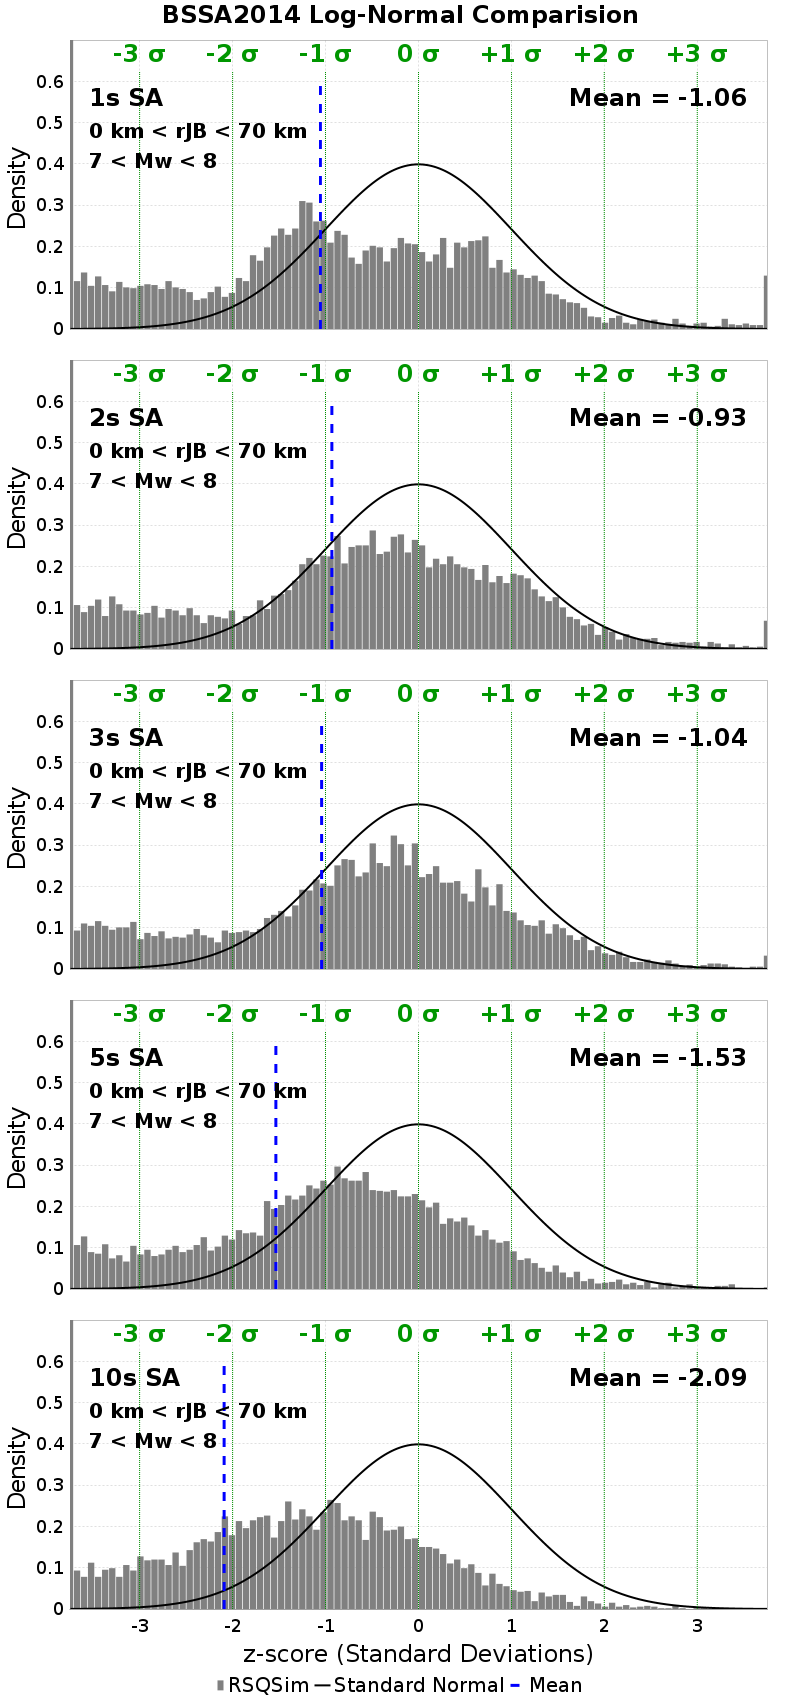 BSSA2014 Log-Normal Comparision
-3 σ -2 σ -1 σ 0 σ +1 σ +2 σ +3 σ
0.6
1s SA Mean = -1.06
0.5
0 km < rJB < 70 km
7 < Mw < 8
0.4
0.3
0.2
0.1
0
Density
-3 σ -2 σ -1 σ 0 σ +1 σ +2 σ +3 σ
0.6
2s SA Mean = -0.93
0.5
0 km < rJB < 70 km
7 < Mw < 8
0.4
0.3
0.2
0.1
0
Density
-3 σ -2 σ -1 σ 0 σ +1 σ +2 σ +3 σ
0.6
3s SA Mean = -1.04
0.5
0 km < rJB < 70 km
7 < Mw < 8
0.4
0.3
0.2
0.1
0
Density
-3 σ -2 σ -1 σ 0 σ +1 σ +2 σ +3 σ
0.6
5s SA Mean = -1.53
0.5
0 km < rJB < 70 km
7 < Mw < 8
0.4
0.3
0.2
0.1
0
Density
-3 σ -2 σ -1 σ 0 σ +1 σ +2 σ +3 σ
0.6
10s SA Mean = -2.09
0.5
0 km < rJB < 70 km
7 < Mw < 8
0.4
0.3
0.2
0.1
0
Density
-3 -2 -1 0 1 2 3
z-score (Standard Deviations)
RSQSim Standard Normal Mean